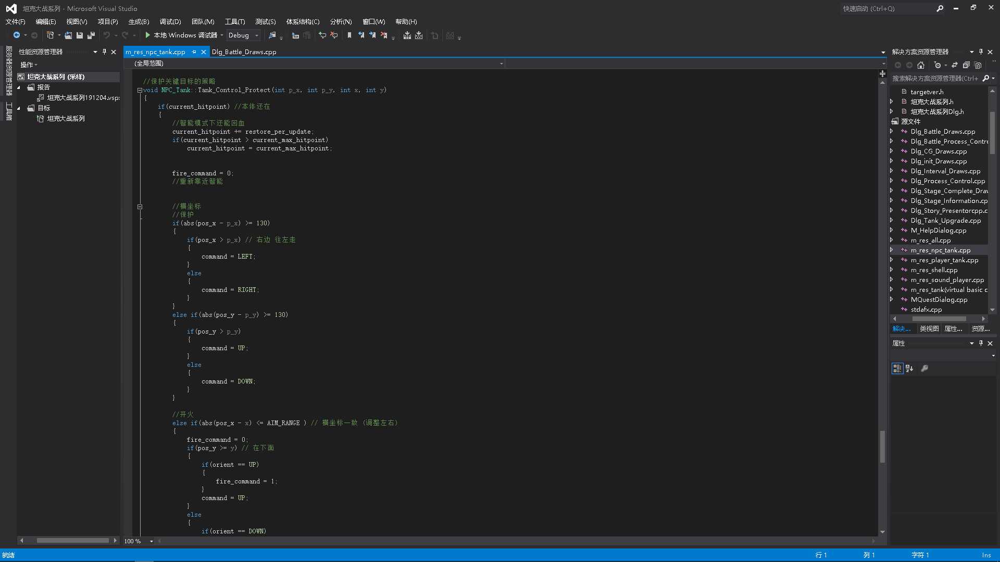 坦克大战系列 - Microsoft Visual Studio
快速启动 (Ctrl+Q)
文件(F) 编辑(E) 视图(V) 项目(P) 生成(B) 调试(D) 团队(M) 工具(T) 测试(S) 体系结构(C) 分析(N) 窗口(W) 帮助(H)
本地 Windows 调试器 Debug
服务器资源管理器
工具箱
性能资源管理器
操作
坦克大战系列 (采样)
报告
坦克大战系列191204.vsp
目标
坦克大战系列
m_res_npc_tank.cpp Dlg_Battle_Draws.cpp
(全局范围)
//保护关键目标的策略
void NPC_Tank::Tank_Control_Protect(int p_x, int p_y, int x, int y)
{
if(current_hitpoint) //本体还在
{
//智能模式下还能回血
current_hitpoint += restore_per_update;
if(current_hitpoint > current_max_hitpoint)
current_hitpoint = current_max_hitpoint;
fire_command = 0;
//重新靠近智能
//横坐标
//保护
if(abs(pos_x - p_x) >= 130)
{
if(pos_x > p_x) // 右边 往左走
{
command = LEFT;
}
else
{
command = RIGHT;
}
}
else if(abs(pos_y - p_y) >= 130)
{
if(pos_y > p_y)
{
command = UP;
}
else
{
command = DOWN;
}
}
//开火
else if(abs(pos_x - x) <= AIM_RANGE ) // 横坐标一致 (调整左右)
{
fire_command = 0;
if(pos_y >= y) // 在下面
{
if(orient == UP)
{
fire_command = 1;
}
command = UP;
}
else
{
if(orient == DOWN)
100 %
解决方案资源管理器
搜索解决方案资源管理器(Ctrl+
targetver.h
坦克大战系列.h
坦克大战系列Dlg.h
源文件
Dlg_Battle_Draws.cpp
Dlg_Battle_Process_Contro
Dlg_CG_Draws.cpp
Dlg_init_Draws.cpp
Dlg_Interval_Draws.cpp
Dlg_Process_Control.cpp
Dlg_Stage_Complete_Drav
Dlg_Stage_Information.cp
Dlg_Story_Presentorcpp.c
Dlg_Tank_Upgrade.cpp
M_HelpDialog.cpp
m_res_all.cpp
m_res_npc_tank.cpp
m_res_player_tank.cpp
m_res_shell.cpp
m_res_sound_player.cpp
m_res_tank(virtual basic c
MQuestDialog.cpp
stdafx.cpp
解决... 类视图 属性... 资源...
属性
就绪
行 1 列 1 字符 1 Ins